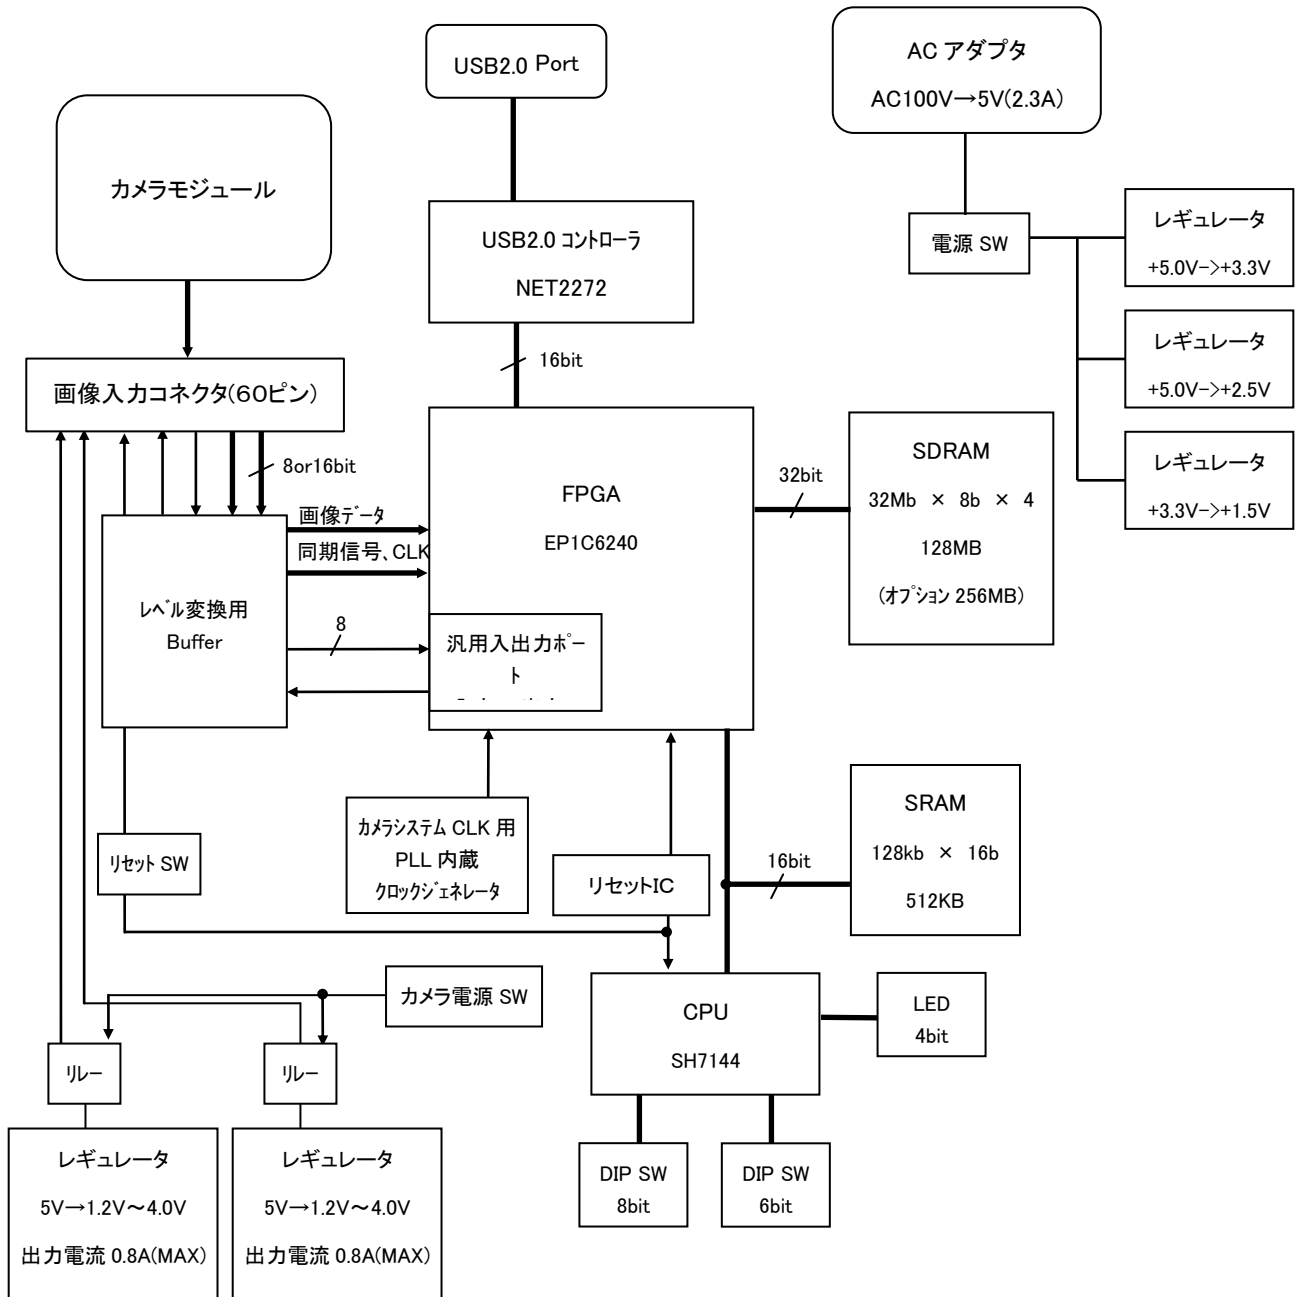 USB2.0 Port
AC アダプタ
AC100V→5V(2.3A)
カメラモジュール
USB2.0 コントローラ
NET2272
電源 SW
レギュレータ
+5.0V->+3.3V
16bit
レギュレータ
+5.0V->+2.5V
画像入力コネクタ(60ピン)
8or16bit
FPGA
EP1C6240
32bit
SDRAM
32Mb × 8b × 4
128MB
(オプション 256MB)
レギュレータ
+3.3V->+1.5V
画像データ
同期信号、CLK
レベル変換用
Buffer
8
汎用入出力ポー
ト
カメラシステム CLK 用
PLL 内蔵
クロックジェネレータ
リセット SW
リセットIC
16bit
SRAM
128kb × 16b
512KB
カメラ電源 SW
CPU
SH7144
LED
4bit
リレー
リレー
レギュレータ
5V→1.2V～4.0V
出力電流 0.8A(MAX)
レギュレータ
5V→1.2V～4.0V
出力電流 0.8A(MAX)
DIP SW
8bit
DIP SW
6bit